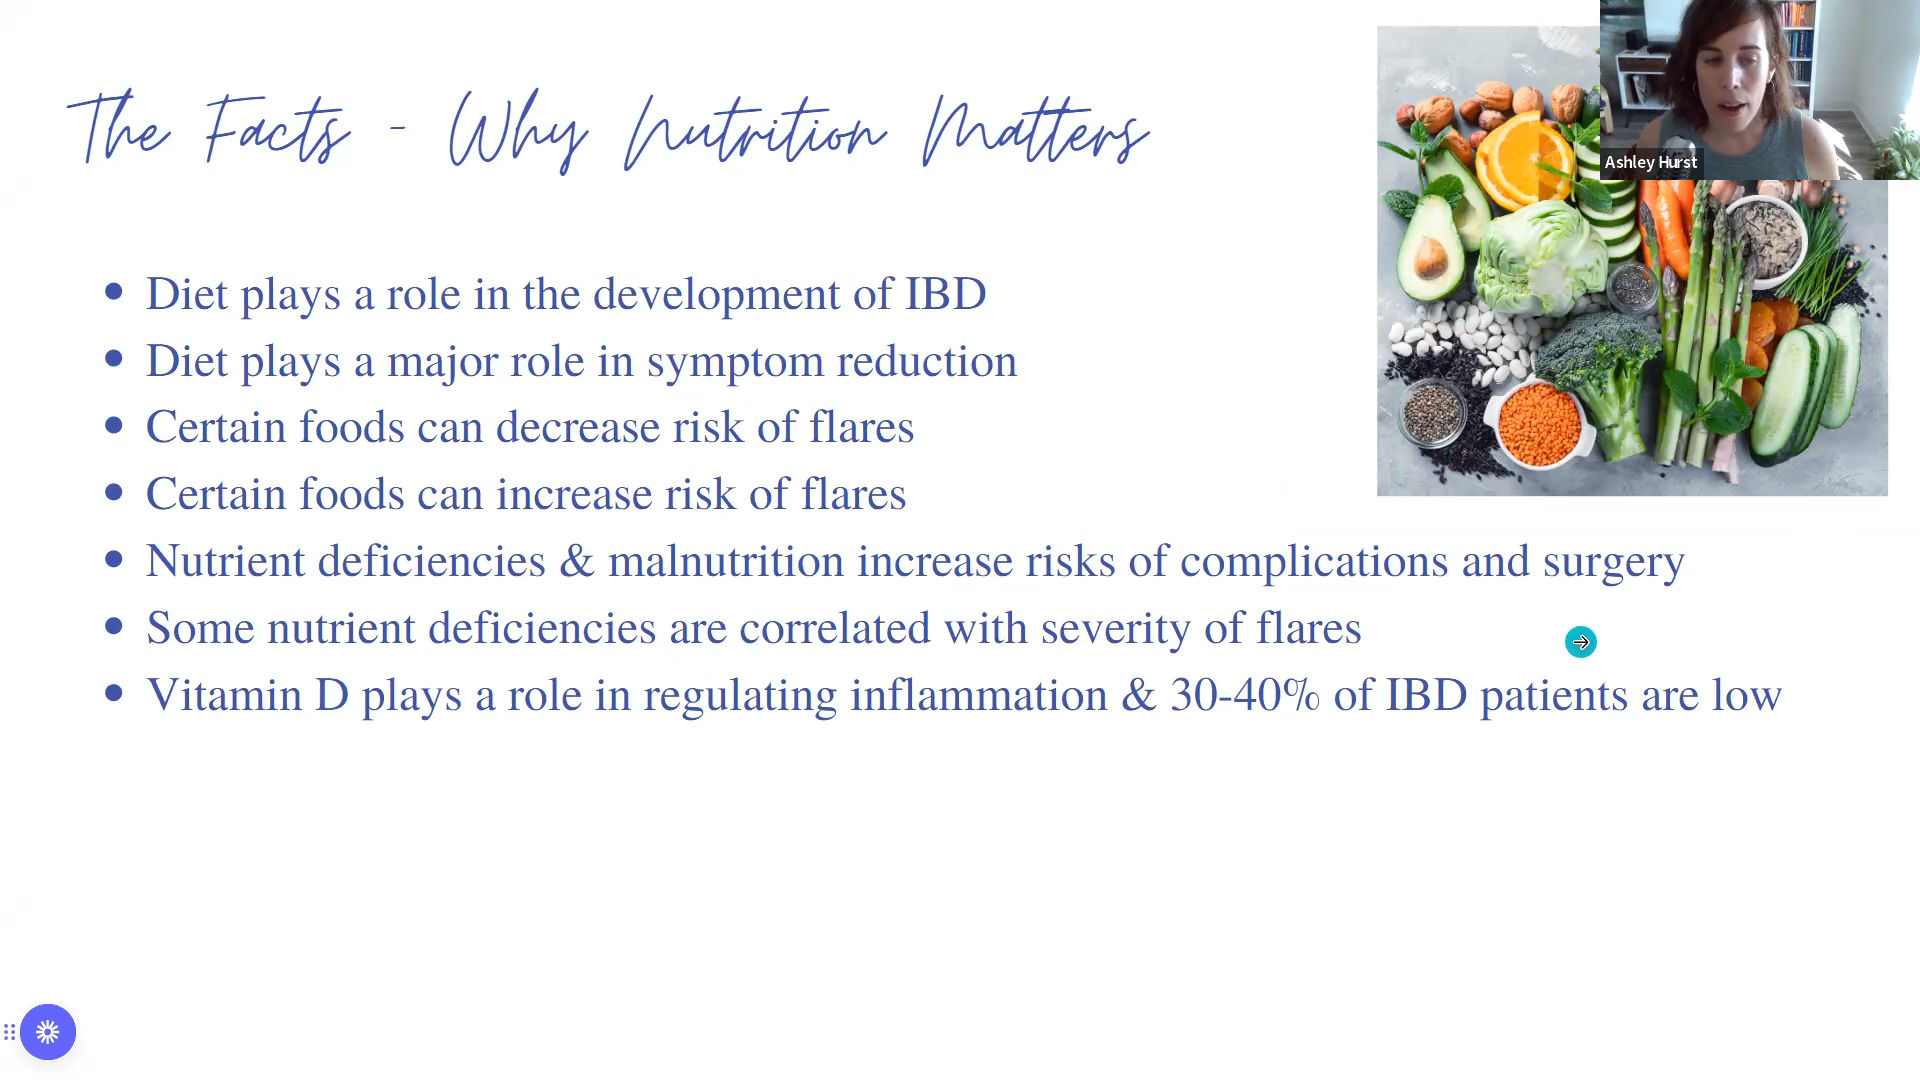 The Facts - Why Nutrition Matters
Ashley Hurst
• Diet plays a role in the development of IBD
• Diet plays a major role in symptom reduction
• Certain foods can decrease risk of flares
• Certain foods can increase risk of flares
• Nutrient deficiencies & malnutrition increase risks of complications and surgery
• Some nutrient deficiencies are correlated with severity of flares
• Vitamin D plays a role in regulating inflammation & 30-40% of IBD patients are low